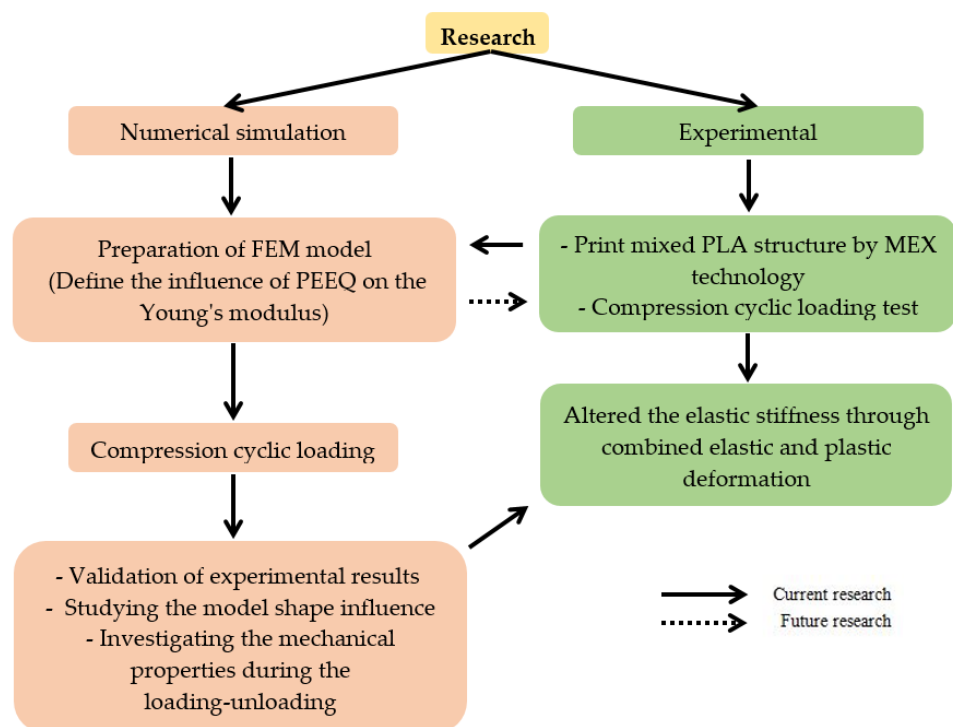 Research
Numerical simulation
Experimental
Preparation of FEM model
(Define the influence of PEEQ on the
Young's modulus)
- Print mixed PLA structure by MEX
technology
- Compression cyclic loading test
Compression cyclic loading
Altered the elastic stiffness through
combined elastic and plastic
deformation
- Validation of experimental results
- Studying the model shape influence
- Investigating the mechanical
properties during the
loading-unloading
Current research
Future research